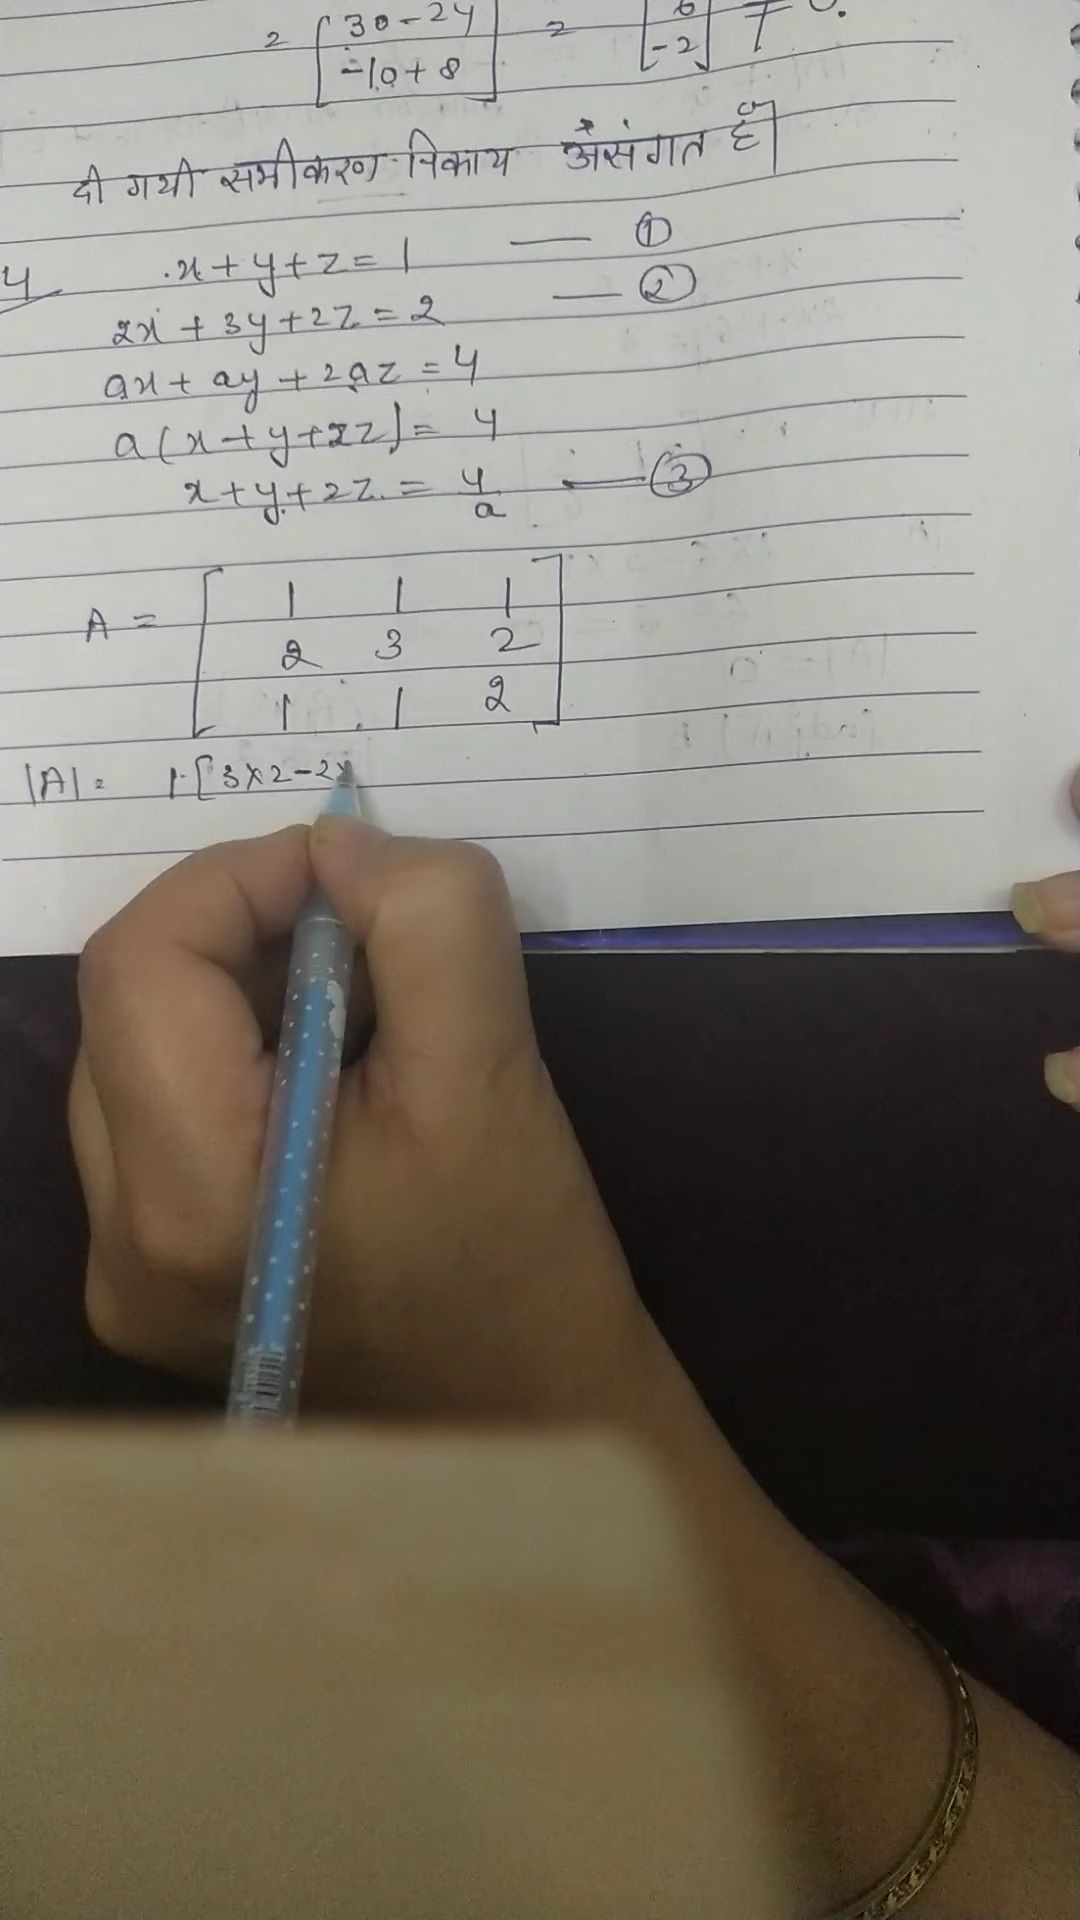 = [ 30-24
-10+8 ] = [ 6
-2 ] ≠ 0.
दी गयी समीकरण निकाय असंगत है।
4 x+y+z=1 — ①
2x+3y+2z=2 — ②
ax+ay+2az=4
a(x+y+2z)=4
x+y+2z=4/a — ③
A = [ 1 1 1
2 3 2
1 1 2 ]
|A| = 1·[3×2-2×